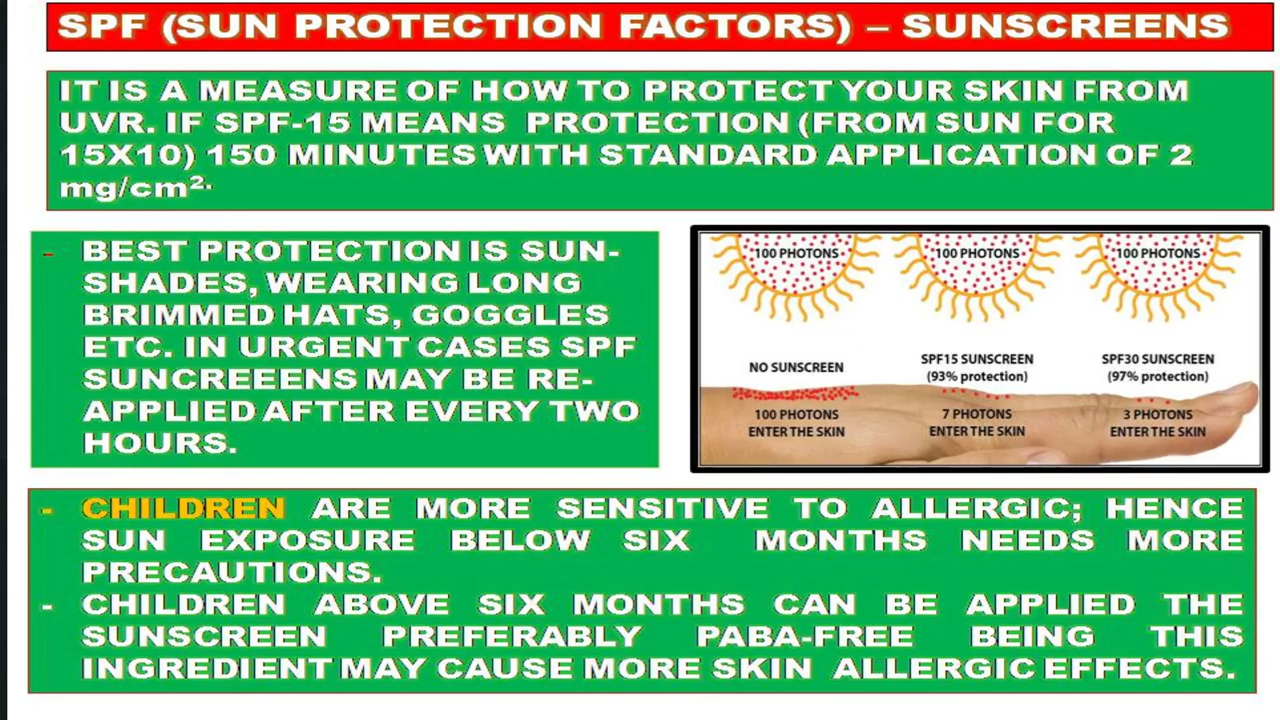 SPF (SUN PROTECTION FACTORS) – SUNSCREENS
IT IS A MEASURE OF HOW TO PROTECT YOUR SKIN FROM
UVR. IF SPF-15 MEANS PROTECTION (FROM SUN FOR
15X10) 150 MINUTES WITH STANDARD APPLICATION OF 2
mg/cm².
- BEST PROTECTION IS SUN-
SHADES, WEARING LONG
BRIMMED HATS, GOGGLES
ETC. IN URGENT CASES SPF
SUNCREEENS MAY BE RE-
APPLIED AFTER EVERY TWO
HOURS.
100 PHOTONS
100 PHOTONS
100 PHOTONS
NO SUNSCREEN
SPF15 SUNSCREEN
(93% protection)
SPF30 SUNSCREEN
(97% protection)
100 PHOTONS
ENTER THE SKIN
7 PHOTONS
ENTER THE SKIN
3 PHOTONS
ENTER THE SKIN
- CHILDREN ARE MORE SENSITIVE TO ALLERGIC; HENCE
SUN EXPOSURE BELOW SIX MONTHS NEEDS MORE
PRECAUTIONS.
- CHILDREN ABOVE SIX MONTHS CAN BE APPLIED THE
SUNSCREEN PREFERABLY PABA-FREE BEING THIS
INGREDIENT MAY CAUSE MORE SKIN ALLERGIC EFFECTS.